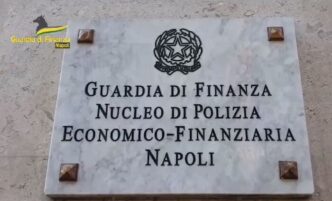 Guardia di Finanza
Napoli
GUARDIA DI FINANZA
NUCLEO DI POLIZIA
ECONOMICO-FINANZIARIA
NAPOLI